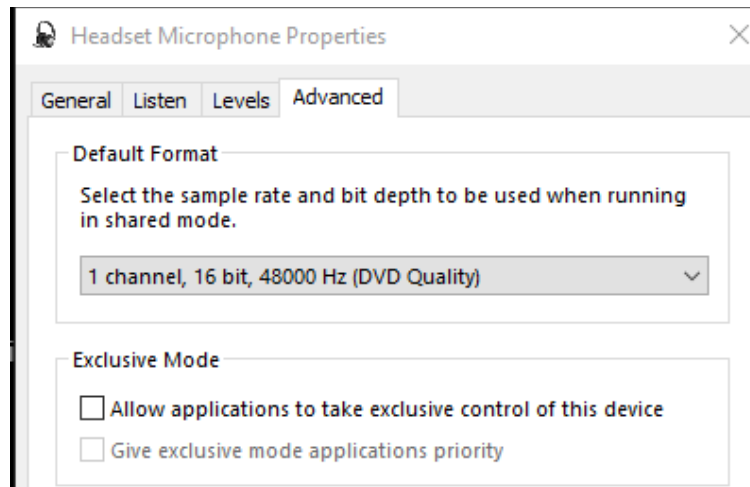 Headset Microphone Properties
General Listen Levels Advanced
Default Format
Select the sample rate and bit depth to be used when running
in shared mode.
1 channel, 16 bit, 48000 Hz (DVD Quality)
Exclusive Mode
Allow applications to take exclusive control of this device
Give exclusive mode applications priority